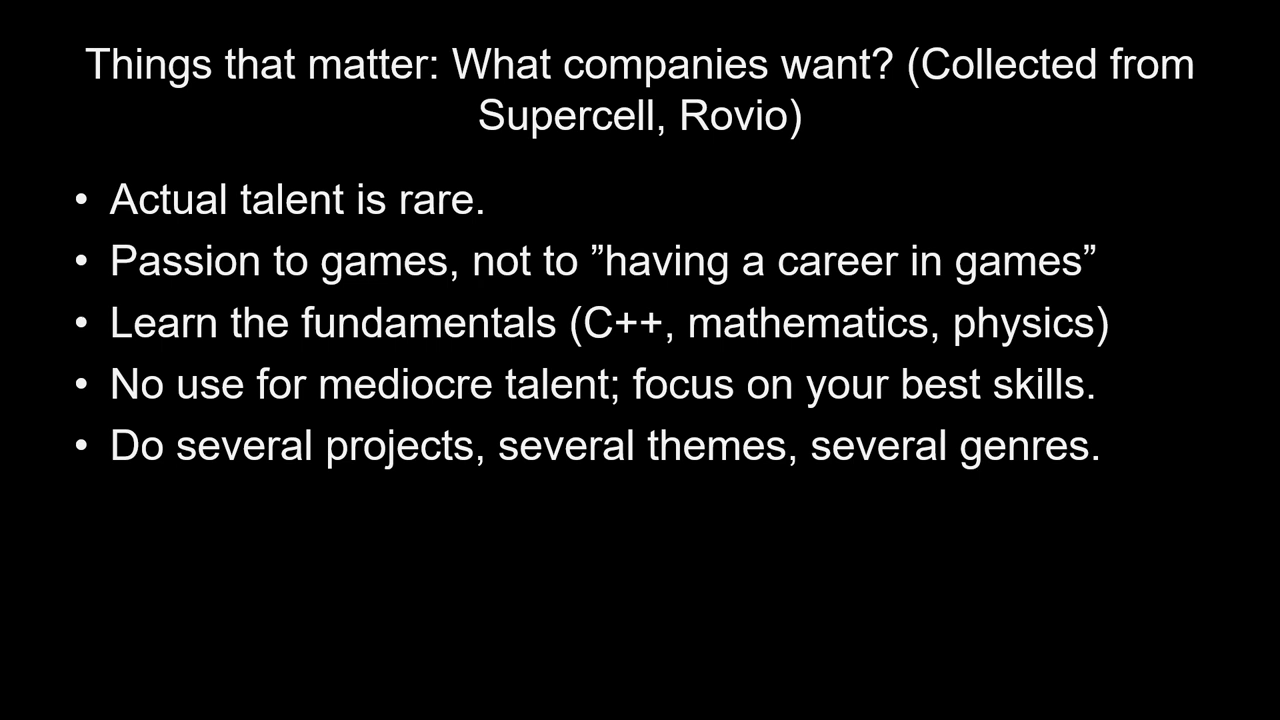 Things that matter: What companies want? (Collected from
Supercell, Rovio)
• Actual talent is rare.
• Passion to games, not to ”having a career in games”
• Learn the fundamentals (C++, mathematics, physics)
• No use for mediocre talent; focus on your best skills.
• Do several projects, several themes, several genres.